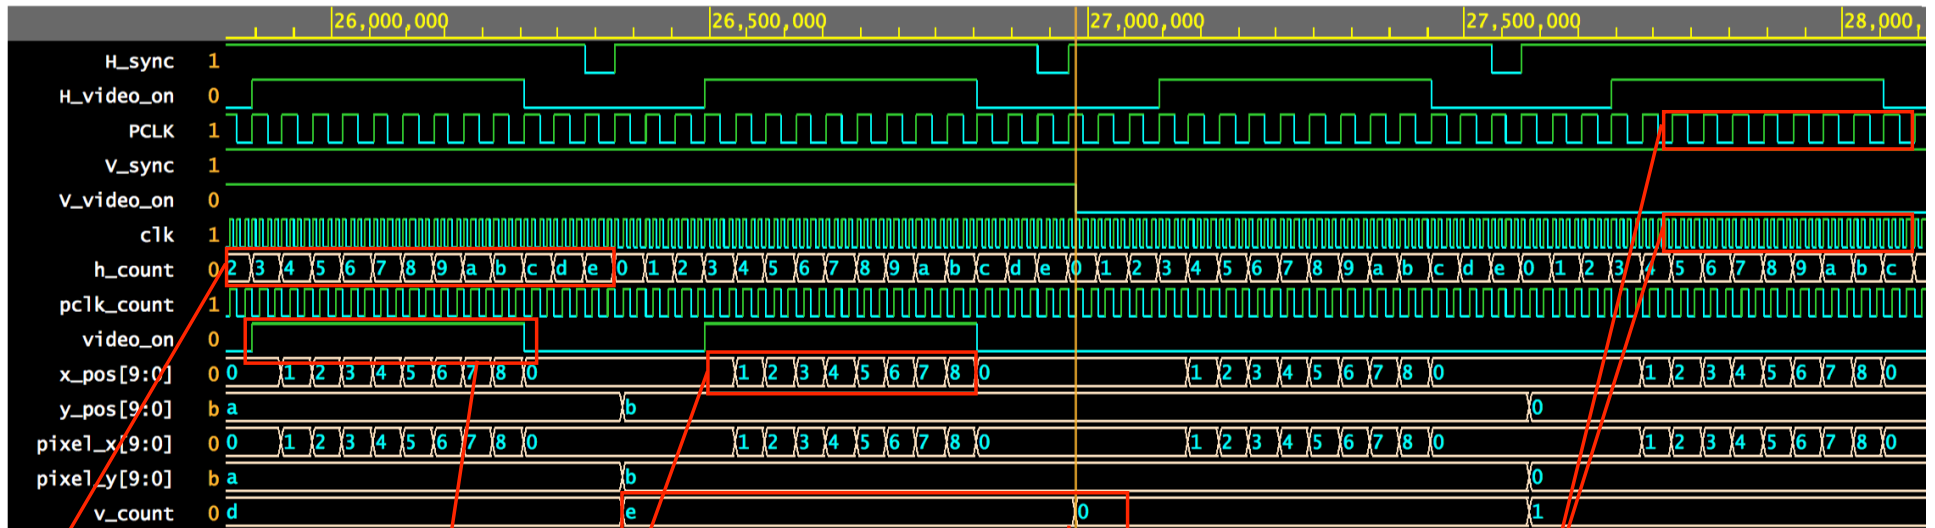 26,000,000 26,500,000 27,000,000 27,500,000 28,000,
H_sync 1
H_video_on 0
PCLK 1
V_sync 1
V_video_on 0
clk 1
h_count 0 2 3 4 5 6 7 8 9 a b c d e 0 1 2 3 4 5 6 7 8 9 a b c d e 0 1 2 3 4 5 6 7 8 9 a b c d e 0 1 2 3 4 5 6 7 8 9 a b c
pclk_count 1
video_on 0
x_pos[9:0] 0 0 1 2 3 4 5 6 7 8 0 1 2 3 4 5 6 7 8 0 1 2 3 4 5 6 7 8 0 1 2 3 4 5 6 7 8 0
y_pos[9:0] b a b 0
pixel_x[9:0] 0 0 1 2 3 4 5 6 7 8 0 1 2 3 4 5 6 7 8 0 1 2 3 4 5 6 7 8 0 1 2 3 4 5 6 7 8 0
pixel_y[9:0] b a b 0
v_count 0 d e 0 1